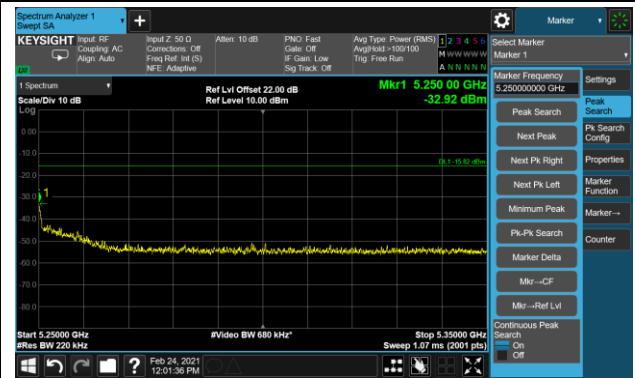 Spectrum Analyzer 1
Swept SA
Marker
KEYSIGHT
Input: RF
Coupling: AC
Align: Auto
Input Z: 50 Ω
Corrections: Off
Freq Ref: Int (S)
NFE: Adaptive
Atten: 10 dB
PNO: Fast
Gate: Off
IF Gain: Low
Sig Track: Off
Avg Type: Power (RMS)
Avg|Hold:>100/100
Trig: Free Run
1 2 3 4 5 6
M W W W W W
A N N N N N
Select Marker
Marker 1
1 Spectrum
Scale/Div 10 dB
Log
Ref Lvl Offset 22.00 dB
Ref Level 10.00 dBm
Mkr1 5.250 00 GHz
-32.92 dBm
0.00
-10.0
DL1 -15.82 dBm
-20.0
-30.0
1
-40.0
-50.0
-60.0
-70.0
-80.0
Start 5.25000 GHz
#Res BW 220 kHz
#Video BW 680 kHz*
Stop 5.35000 GHz
Sweep 1.07 ms (2001 pts)
Marker Frequency
5.250000000 GHz
Peak Search
Next Peak
Next Pk Right
Next Pk Left
Minimum Peak
Pk-Pk Search
Marker Delta
Mkr→CF
Mkr→Ref Lvl
Continuous Peak
Search
On
Off
Settings
Peak
Search
Pk Search
Config
Properties
Marker
Function
Marker→
Counter
Feb 24, 2021
12:01:36 PM